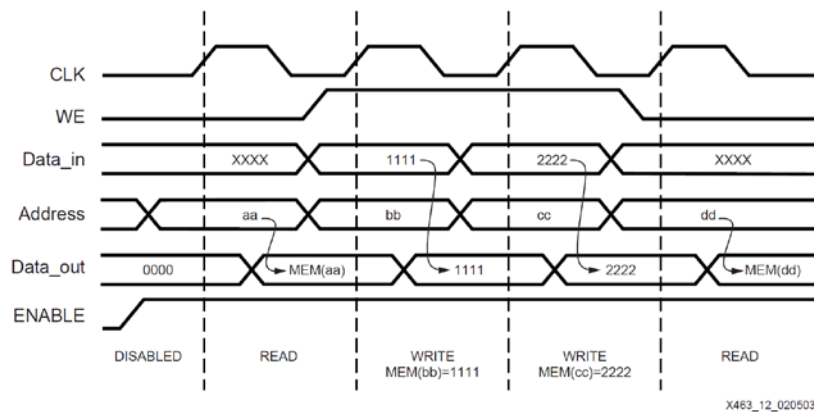 CLK
WE
Data_in XXXX 1111 2222 XXXX
Address aa bb cc dd
Data_out 0000 MEM(aa) 1111 2222 MEM(dd)
ENABLE
DISABLED READ WRITE WRITE READ
MEM(bb)=1111 MEM(cc)=2222
X463_12_020503